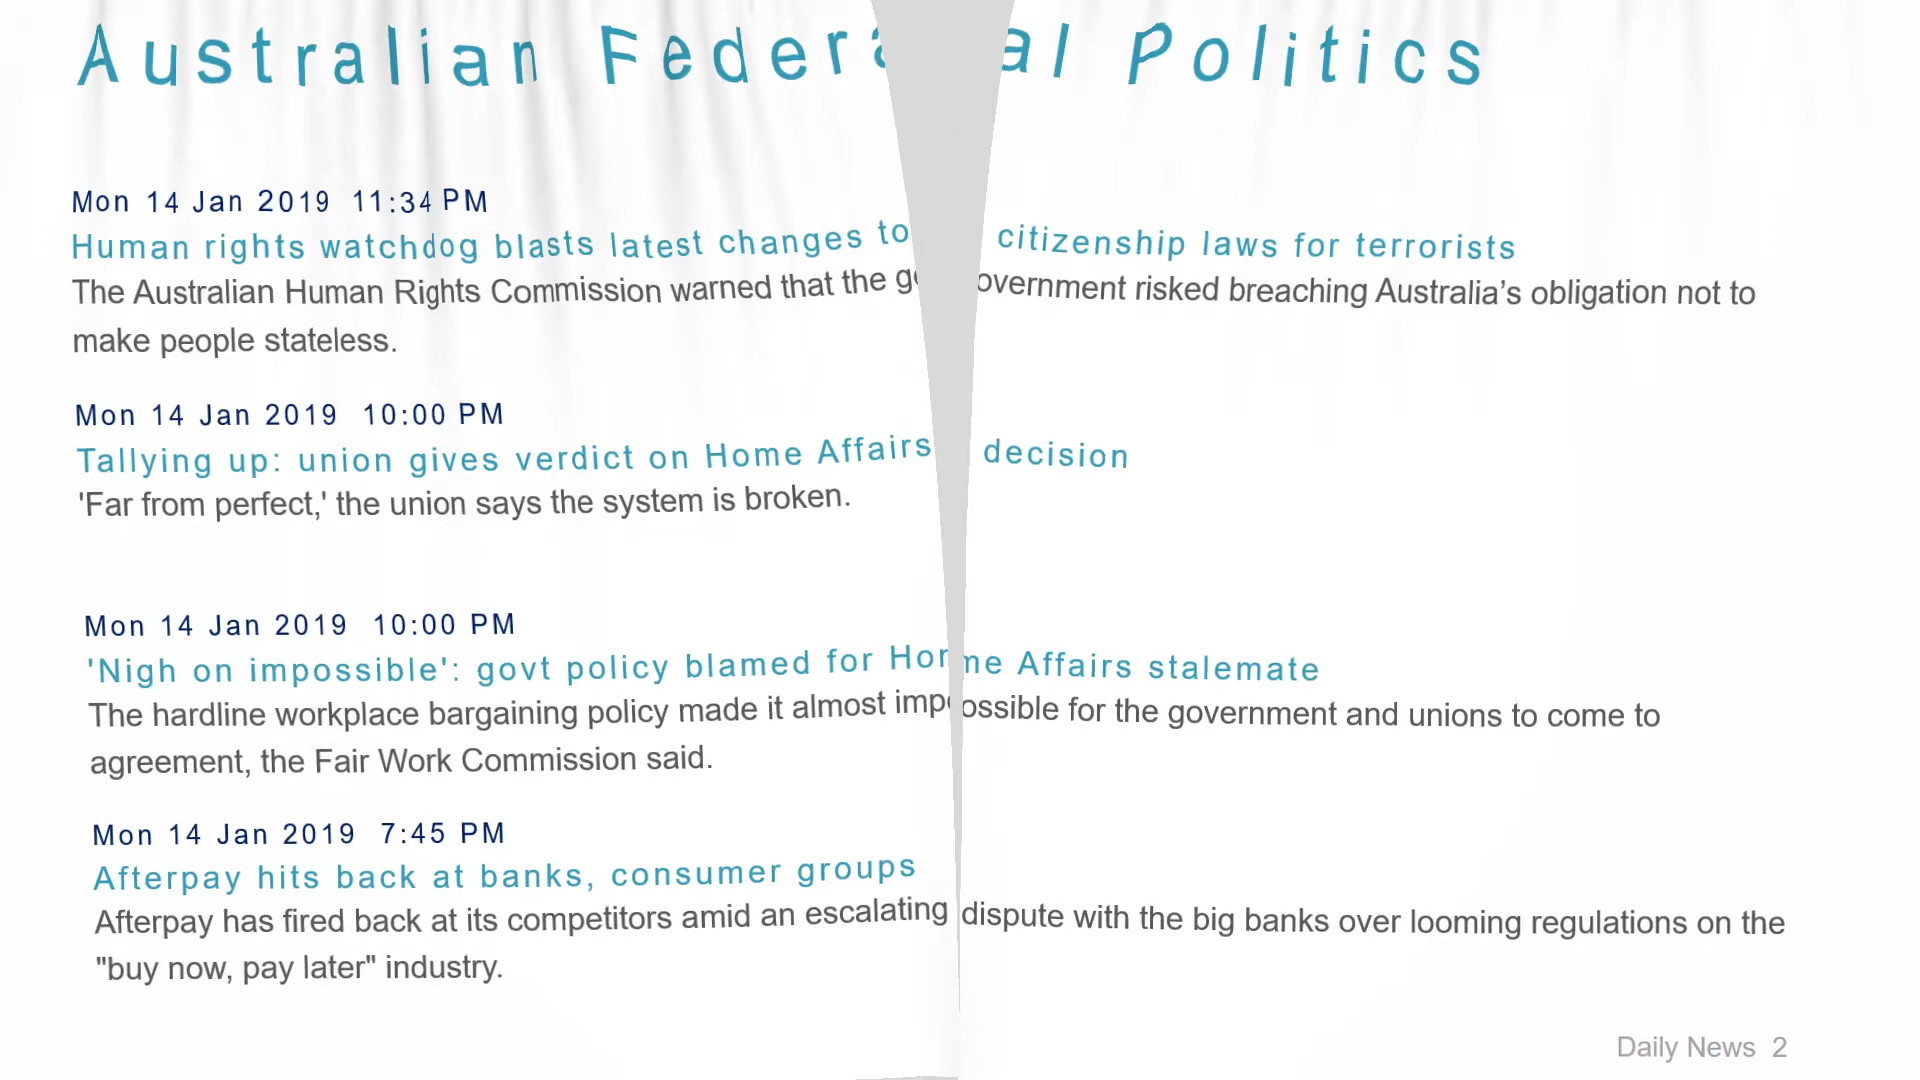 Australian Federal Politics
Mon 14 Jan 2019 11:34 PM
Human rights watchdog blasts latest changes to citizenship laws for terrorists
The Australian Human Rights Commission warned that the government risked breaching Australia’s obligation not to
make people stateless.
Mon 14 Jan 2019 10:00 PM
Tallying up: union gives verdict on Home Affairs decision
'Far from perfect,' the union says the system is broken.
Mon 14 Jan 2019 10:00 PM
'Nigh on impossible': govt policy blamed for Home Affairs stalemate
The hardline workplace bargaining policy made it almost impossible for the government and unions to come to
agreement, the Fair Work Commission said.
Mon 14 Jan 2019 7:45 PM
Afterpay hits back at banks, consumer groups
Afterpay has fired back at its competitors amid an escalating dispute with the big banks over looming regulations on the
"buy now, pay later" industry.
Daily News 2